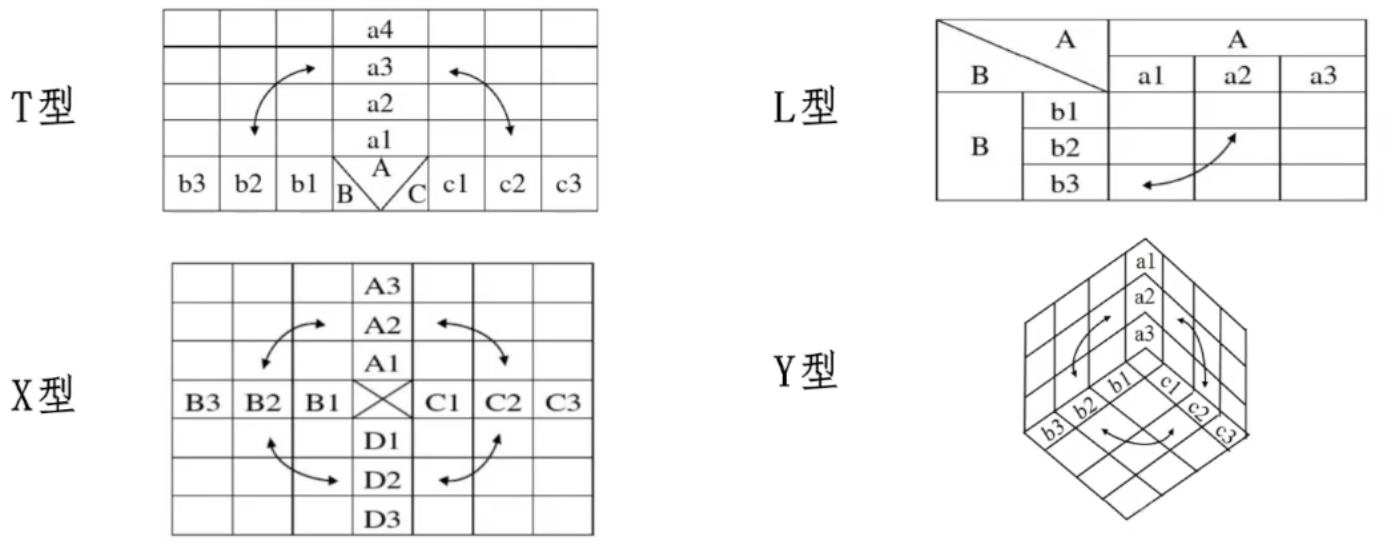 T型
a4
a3
a2
a1
b3 b2 b1 B A C c1 c2 c3
L型
A A
B a1 a2 a3
b1
B b2
b3
X型
A3
A2
A1
B3 B2 B1 C1 C2 C3
D1
D2
D3
Y型
a1
a2
a3
b1 c1
b2 c2
b3 c3